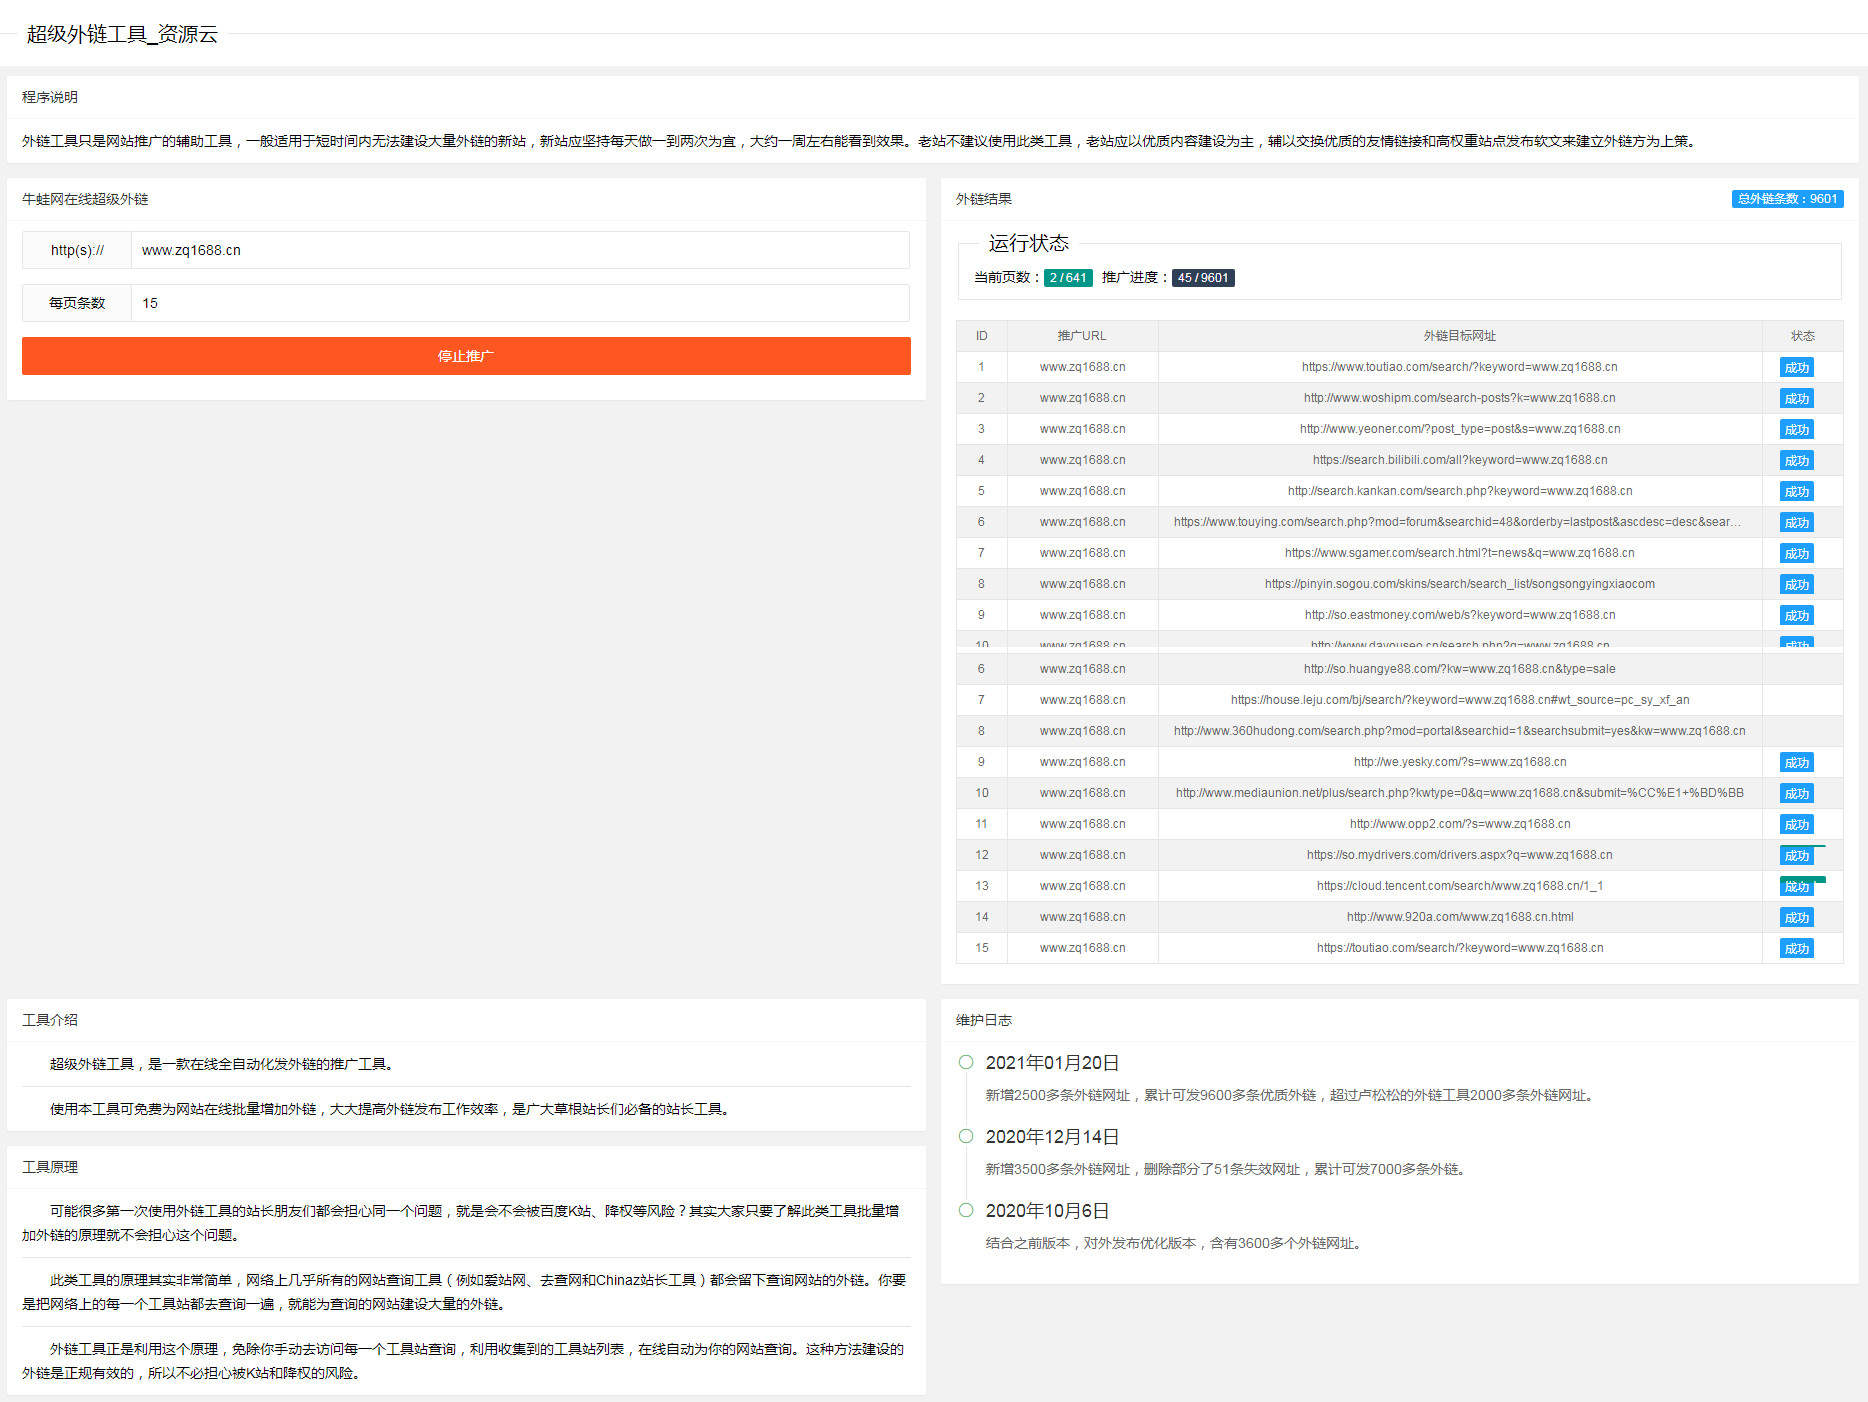 超级外链工具_资源云
程序说明
外链工具只是网站推广的辅助工具，一般适用于短时间内无法建设大量外链的新站，新站应坚持每天做一到两次为宜，大约一周左右能看到效果。老站不建议使用此类工具，老站应以优质内容建设为主，辅以交换优质的友情链接和高权重站点发布软文来建立外链方为上策。
牛蛙网在线超级外链
http(s):// www.zq1688.cn
每页条数 15
停止推广
外链结果 总外链条数：9601
运行状态
当前页数：2 / 641 推广进度：45 / 9601
ID 推广URL 外链目标网址 状态
1 www.zq1688.cn https://www.toutiao.com/search/?keyword=www.zq1688.cn 成功
2 www.zq1688.cn http://www.woshipm.com/search-posts?k=www.zq1688.cn 成功
3 www.zq1688.cn http://www.yeoner.com/?post_type=post&s=www.zq1688.cn 成功
4 www.zq1688.cn https://search.bilibili.com/all?keyword=www.zq1688.cn 成功
5 www.zq1688.cn http://search.kankan.com/search.php?keyword=www.zq1688.cn 成功
6 www.zq1688.cn https://www.touying.com/search.php?mod=forum&searchid=48&orderby=lastpost&ascdesc=desc&sear... 成功
7 www.zq1688.cn https://www.sgamer.com/search.html?t=news&q=www.zq1688.cn 成功
8 www.zq1688.cn https://pinyin.sogou.com/skins/search/search_list/songsongyingxiaocom 成功
9 www.zq1688.cn http://so.eastmoney.com/web/s?keyword=www.zq1688.cn 成功
10 www.zq1688.cn http://www.dayouseo.cn/search.php?q=www.zq1688.cn 成功
6 www.zq1688.cn http://so.huangye88.com/?kw=www.zq1688.cn&type=sale
7 www.zq1688.cn https://house.leju.com/bj/search/?keyword=www.zq1688.cn#wt_source=pc_sy_xf_an
8 www.zq1688.cn http://www.360hudong.com/search.php?mod=portal&searchid=1&searchsubmit=yes&kw=www.zq1688.cn
9 www.zq1688.cn http://we.yesky.com/?s=www.zq1688.cn 成功
10 www.zq1688.cn http://www.mediaunion.net/plus/search.php?kwtype=0&q=www.zq1688.cn&submit=%CC%E1+%BD%BB 成功
11 www.zq1688.cn http://www.opp2.com/?s=www.zq1688.cn 成功
12 www.zq1688.cn https://so.mydrivers.com/drivers.aspx?q=www.zq1688.cn 成功
13 www.zq1688.cn https://cloud.tencent.com/search/www.zq1688.cn/1_1 成功
14 www.zq1688.cn http://www.920a.com/www.zq1688.cn.html 成功
15 www.zq1688.cn https://toutiao.com/search/?keyword=www.zq1688.cn 成功
工具介绍
超级外链工具，是一款在线全自动化发外链的推广工具。
使用本工具可免费为网站在线批量增加外链，大大提高外链发布工作效率，是广大草根站长们必备的站长工具。
工具原理
可能很多第一次使用外链工具的站长朋友们都会担心同一个问题，就是会不会被百度K站、降权等风险？其实大家只要了解此类工具批量增
加外链的原理就不会担心这个问题。
此类工具的原理其实非常简单，网络上几乎所有的网站查询工具（例如爱站网、去查网和Chinaz站长工具）都会留下查询网站的外链。你要
是把网络上的每一个工具站都去查询一遍，就能为查询的网站建设大量的外链。
外链工具正是利用这个原理，免除你手动去访问每一个工具站查询，利用收集到的工具站列表，在线自动为你的网站查询。这种方法建设的
外链是正规有效的，所以不必担心被K站和降权的风险。
维护日志
2021年01月20日
新增2500多条外链网址，累计可发9600多条优质外链，超过卢松松的外链工具2000多条外链网址。
2020年12月14日
新增3500多条外链网址，删除部分了51条失效网址，累计可发7000多条外链。
2020年10月6日
结合之前版本，对外发布优化版本，含有3600多个外链网址。